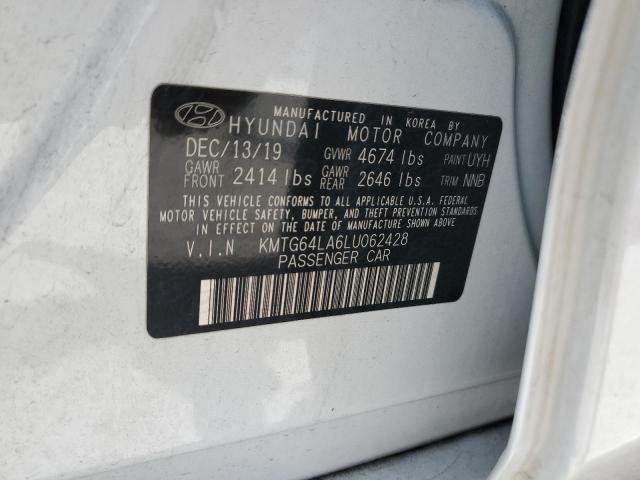 MANUFACTURED IN KOREA BY
HYUNDAI MOTOR COMPANY
DEC/13/19 GVWR 4674 lbs PAINT UYH
GAWR FRONT 2414 lbs GAWR REAR 2646 lbs TRIM NNB
THIS VEHICLE CONFORMS TO ALL APPLICABLE U.S.A. FEDERAL
MOTOR VEHICLE SAFETY, BUMPER, AND THEFT PREVENTION
STANDARDS IN EFFECT ON THE DATE OF MANUFACTURE SHOWN ABOVE
V.I.N KMTG64LA6LU062428
PASSENGER CAR